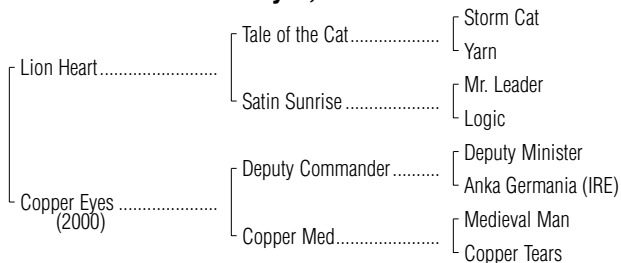 Storm Cat
Tale of the Cat....................
Yarn
Lion Heart..........................
Mr. Leader
Satin Sunrise .....................
Logic
Deputy Minister
Deputy Commander..........
Anka Germania (IRE)
Copper Eyes ......................
(2000)
Medieval Man
Copper Med.......................
Copper Tears